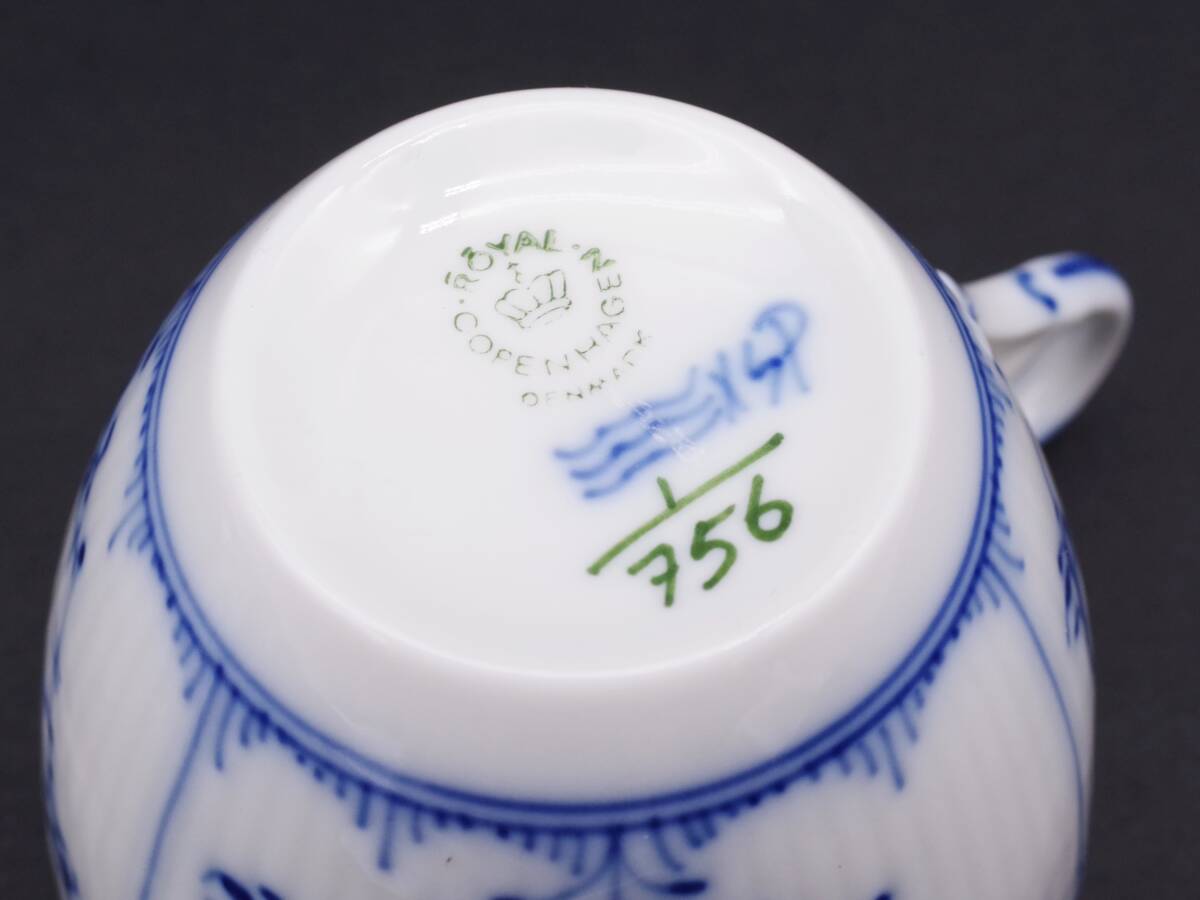 ROYAL
COPENHAGEN
DENMARK
1
756